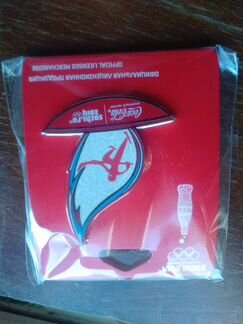 ОФИЦИАЛЬНАЯ ЛИЦЕНЗИОННАЯ ПРОДУКЦИЯ
OFFICIAL LICENSED MERCHANDISE
Coca-Cola
sochi.ru
2014